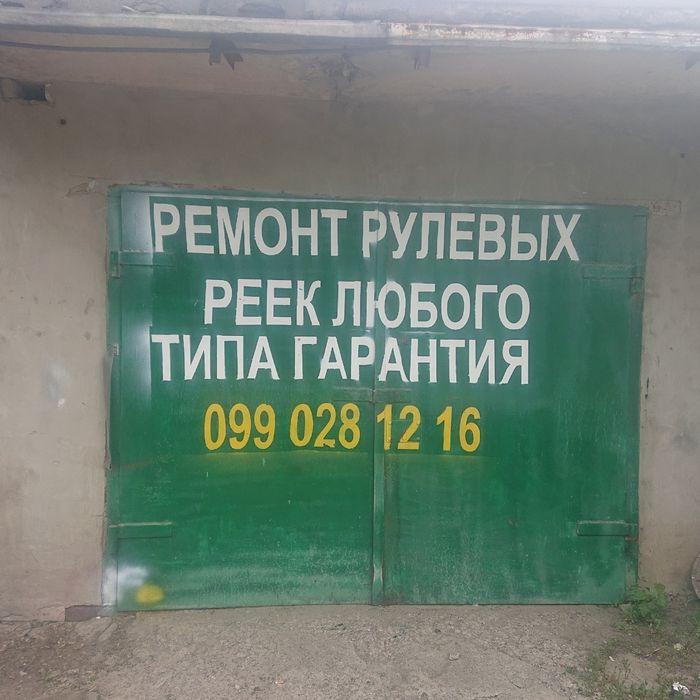 РЕМОНТ РУЛЕВЫХ
РЕЕК ЛЮБОГО
ТИПА ГАРАНТИЯ
099 028 12 16